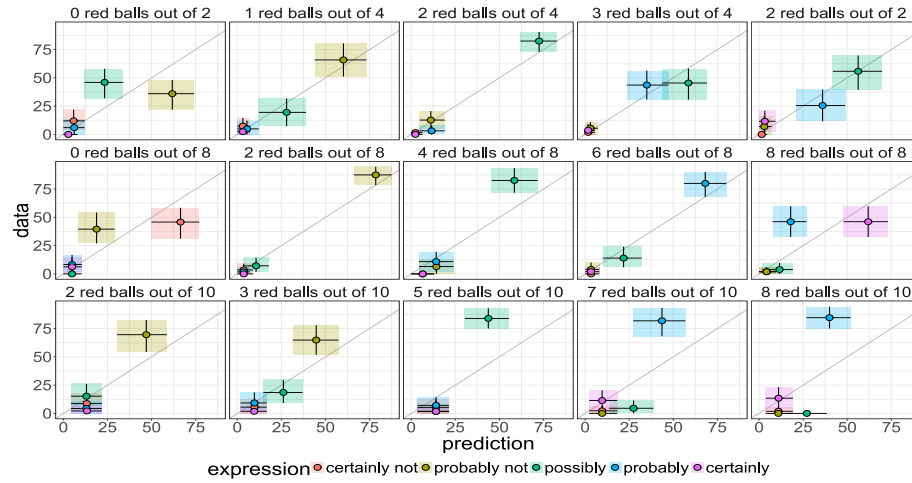 0 red balls out of 2 1 red balls out of 4 2 red balls out of 4 3 red balls out of 4 2 red balls out of 2
75
50
25
0
0 red balls out of 8 2 red balls out of 8 4 red balls out of 8 6 red balls out of 8 8 red balls out of 8
data
75
50
25
0
2 red balls out of 10 3 red balls out of 10 5 red balls out of 10 7 red balls out of 10 8 red balls out of 10
75
50
25
0
0 25 50 75 0 25 50 75 0 25 50 75 0 25 50 75 0 25 50 75
prediction
expression certainly not probably not possibly probably certainly